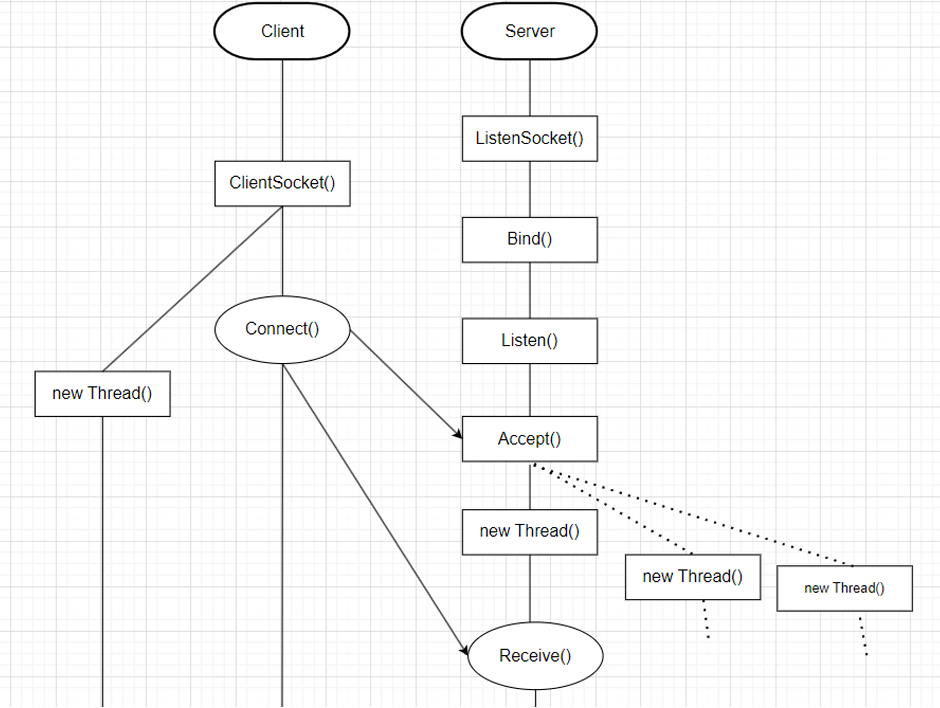 Client
Server
ListenSocket()
ClientSocket()
Bind()
Connect()
Listen()
new Thread()
Accept()
new Thread()
new Thread()
new Thread()
Receive()